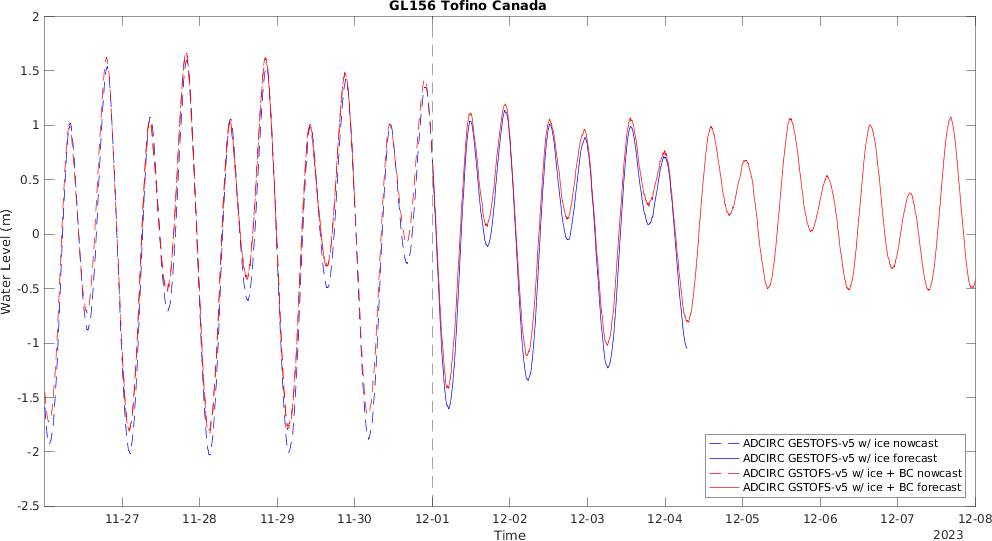 GL156 Tofino Canada
2
1.5
1
0.5
0
-0.5
-1
-1.5
-2
-2.5
Water Level (m)
ADCIRC GESTOFS-v5 w/ ice nowcast
ADCIRC GESTOFS-v5 w/ ice forecast
ADCIRC GSTOFS-v5 w/ ice + BC nowcast
ADCIRC GSTOFS-v5 w/ ice + BC forecast
11-27 11-28 11-29 11-30 12-01 12-02 12-03 12-04 12-05 12-06 12-07 12-08
Time
2023